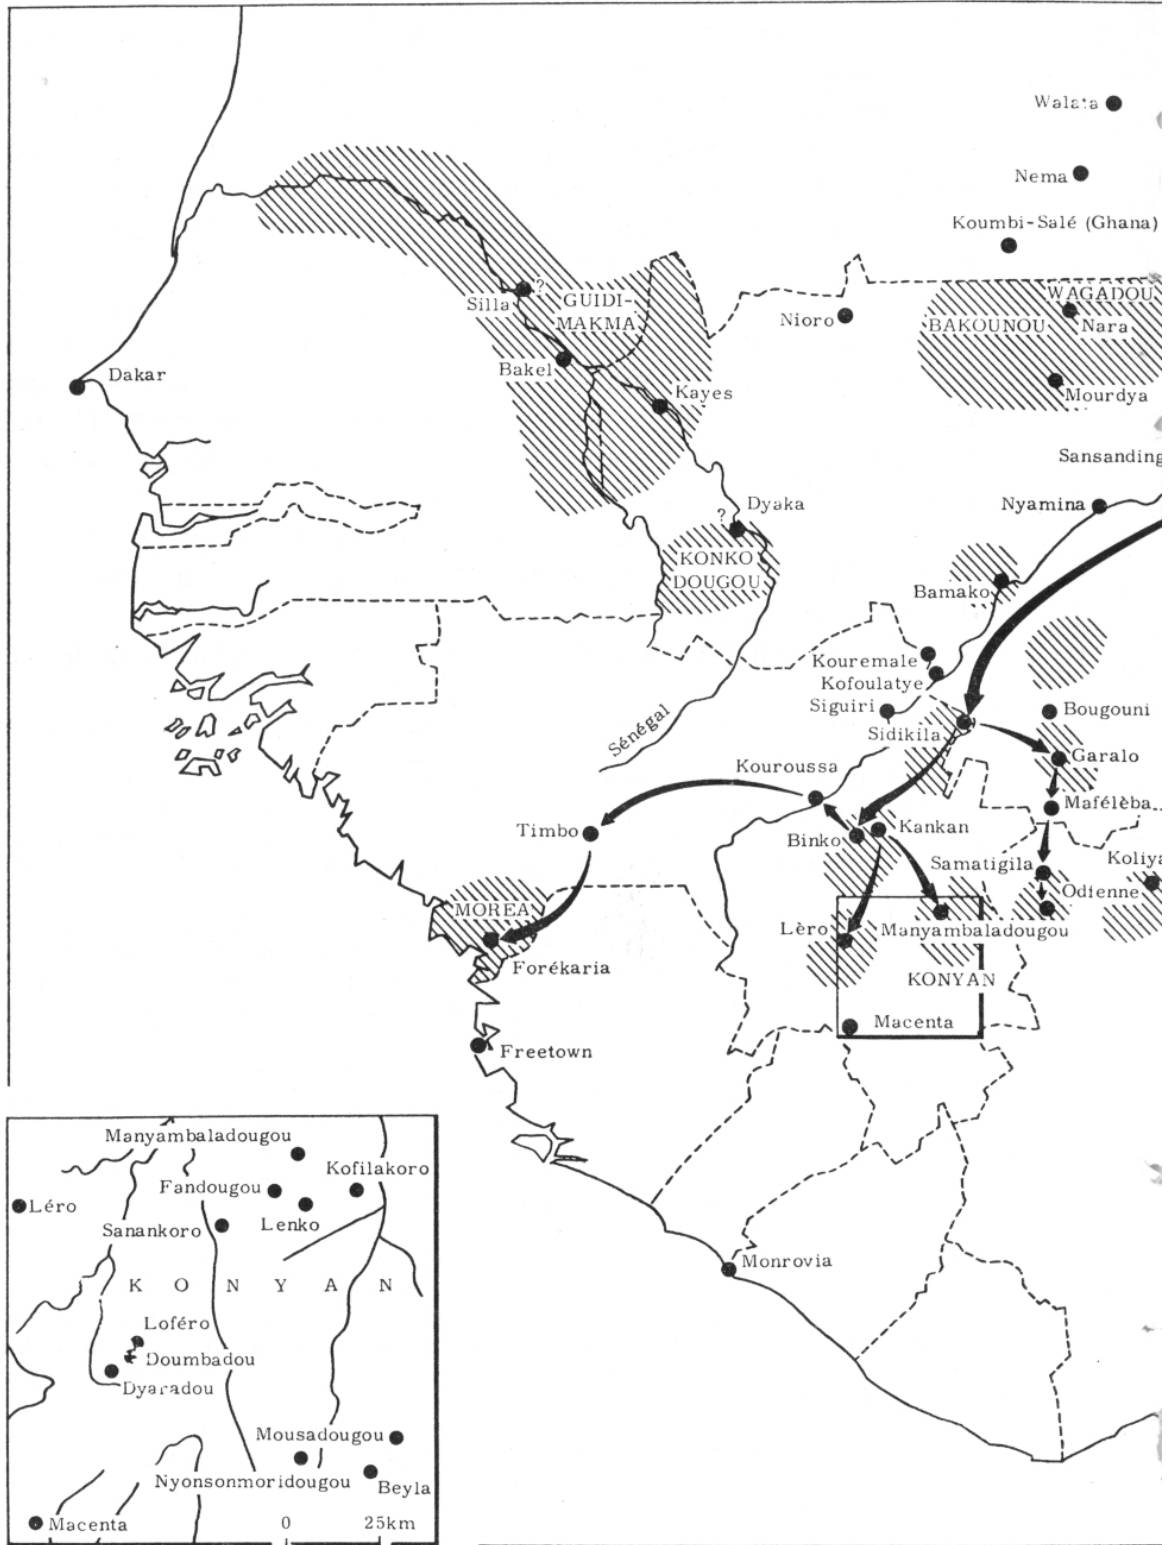 Walata
Nema
Koumbi-Salé (Ghana)
Silla
?
GUIDI-
MAKMA
Nioro
WAGADOU
BAKOUNOU
Nara
Bakel
Dakar
Kayes
Mourdya
Sansanding
Dyaka
?
Nyamina
KONKO
DOUGOU
Bamako
Kouremale
Kofoulatye
Siguiri
Sidikila
Bougouni
Sénégal
Garalo
Kouroussa
Mafélèba
Timbo
Binko
Kankan
Samatigila
Koliya
Odienne
MOREA
Lèro
Manyambaladougou
Forékaria
KONYAN
Macenta
Freetown
Monrovia
Manyambaladougou
Kofilakoro
Fandougou
Léro
Lenko
Sanankoro
K O N Y A N
Loféro
Doumbadou
Dyaradou
Mousadougou
Nyonsonmoridougou
Beyla
Macenta
0 25km